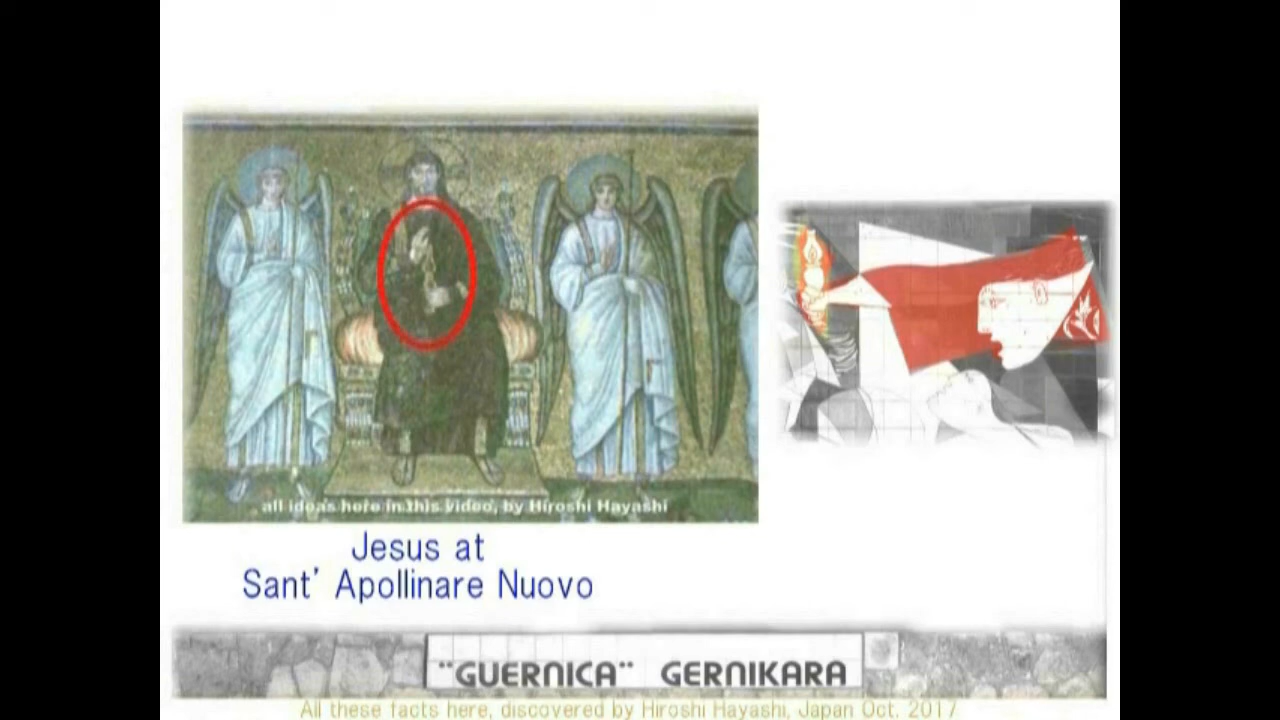 all ideas here in this video, by Hiroshi Hayashi
Jesus at
Sant' Apollinare Nuovo
"GUERNICA" GERNIKARA
All these facts here, discovered by Hiroshi Hayashi, Japan Oct. 2017